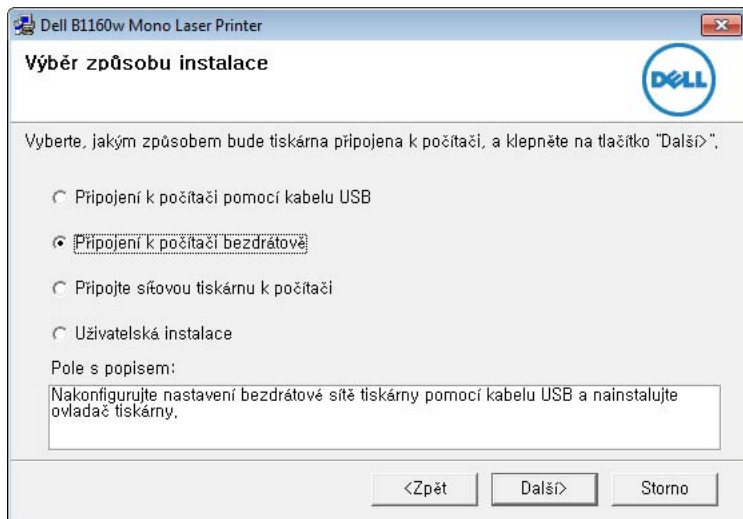 Dell B1160w Mono Laser Printer
Výběr způsobu instalace
DELL
Vyberte, jakým způsobem bude tiskárna připojena k počítači, a klepněte na tlačítko "Další>",
Připojení k počítači pomocí kabelu USB
Připojení k počítači bezdrátově
Připojte síťovou tiskárnu k počítači
Uživatelská instalace
Pole s popisem:
Nakonfigurujte nastavení bezdrátové sítě tiskárny pomocí kabelu USB a nainstalujte
ovladač tiskárny,
<Zpět
Další>
Storno